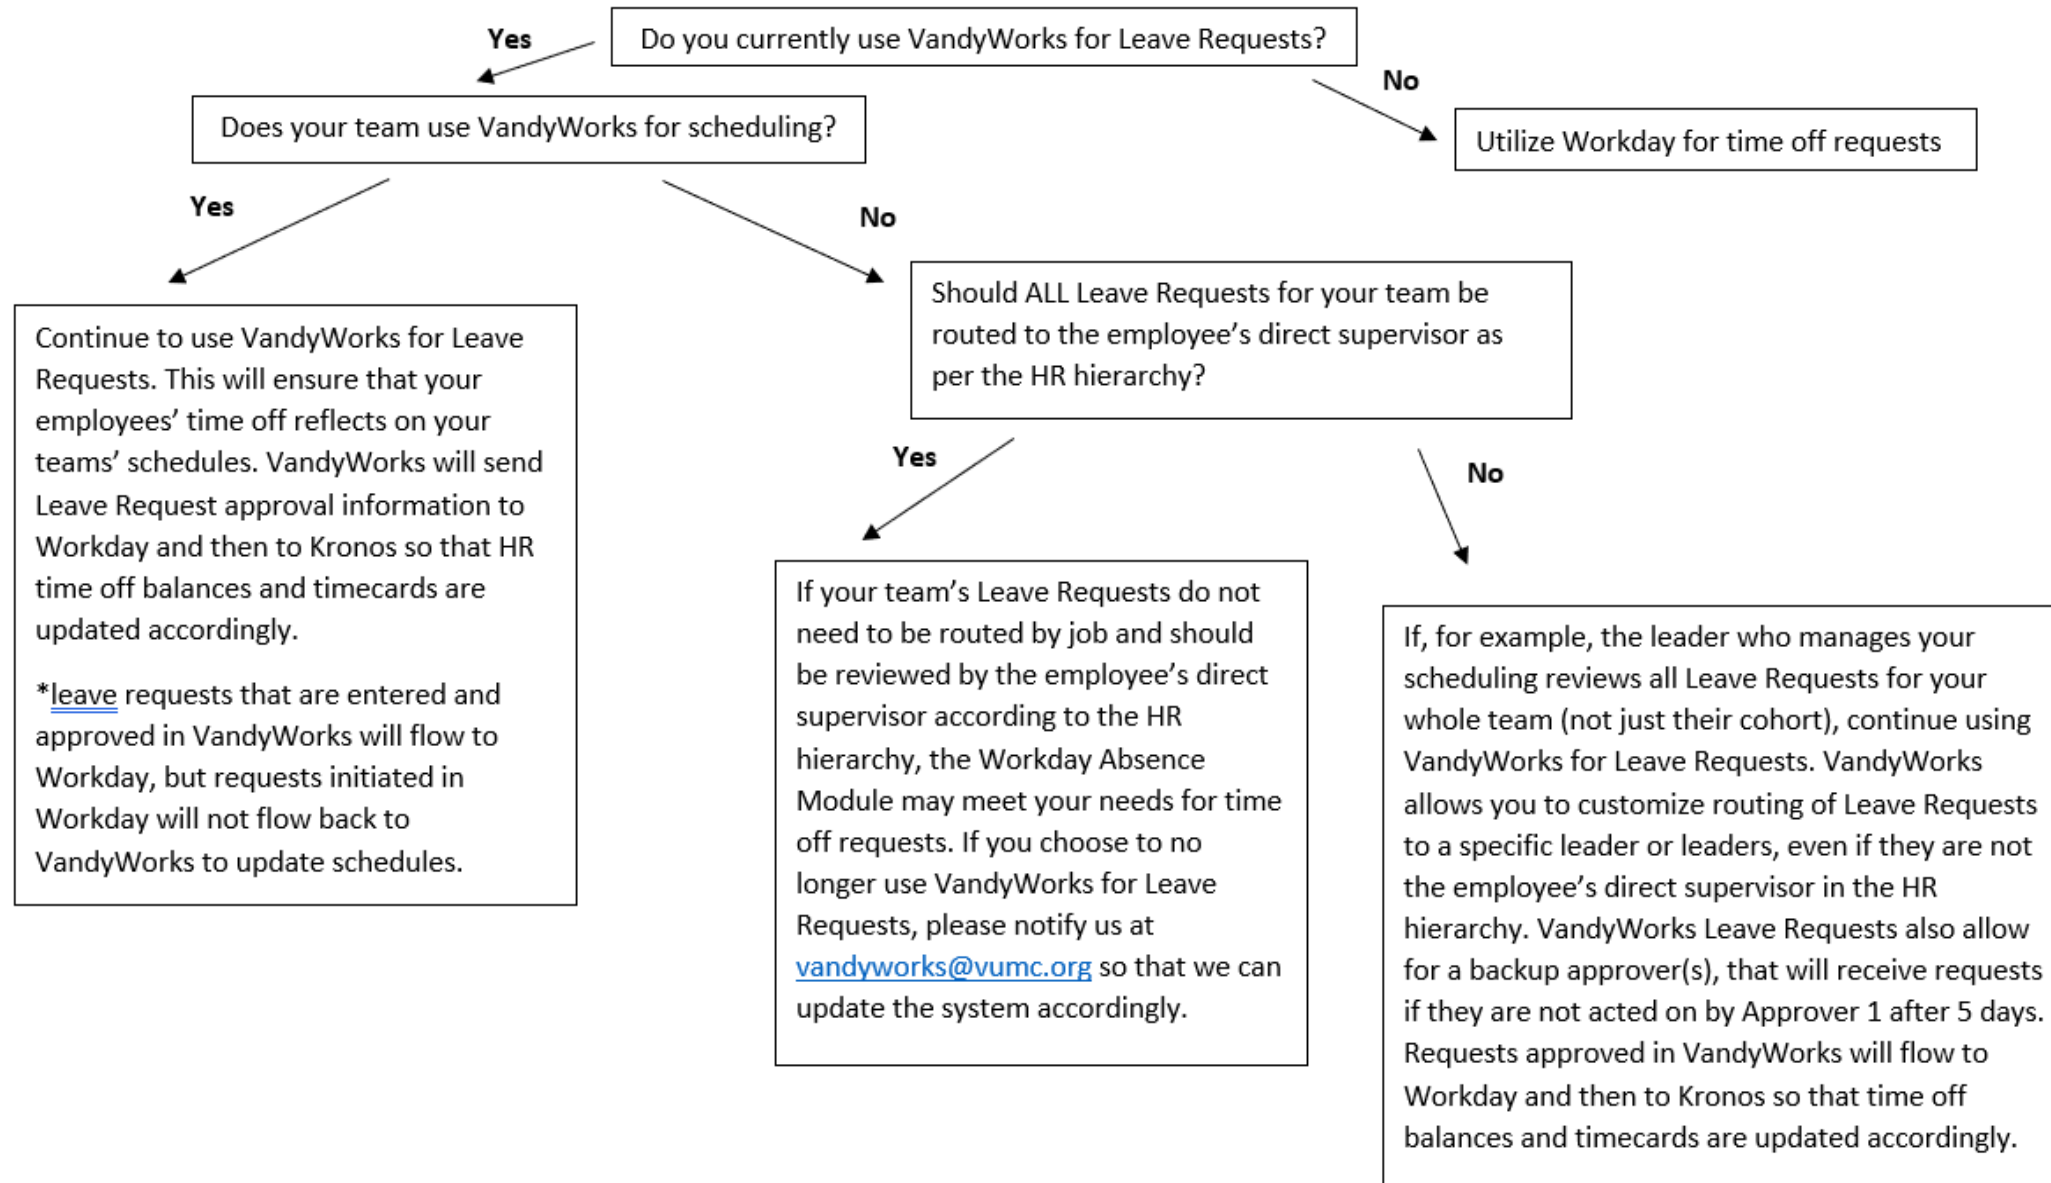 Do you currently use VandyWorks for Leave Requests?
Yes
No
Does your team use VandyWorks for scheduling?
Utilize Workday for time off requests
Yes
No
Continue to use VandyWorks for Leave
Requests. This will ensure that your
employees’ time off reflects on your
teams’ schedules. VandyWorks will send
Leave Request approval information to
Workday and then to Kronos so that HR
time off balances and timecards are
updated accordingly.
*leave requests that are entered and
approved in VandyWorks will flow to
Workday, but requests initiated in
Workday will not flow back to
VandyWorks to update schedules.
Should ALL Leave Requests for your team be
routed to the employee’s direct supervisor as
per the HR hierarchy?
Yes
No
If your team’s Leave Requests do not
need to be routed by job and should
be reviewed by the employee’s direct
supervisor according to the HR
hierarchy, the Workday Absence
Module may meet your needs for time
off requests. If you choose to no
longer use VandyWorks for Leave
Requests, please notify us at
vandyworks@vumc.org so that we can
update the system accordingly.
If, for example, the leader who manages your
scheduling reviews all Leave Requests for your
whole team (not just their cohort), continue using
VandyWorks for Leave Requests. VandyWorks
allows you to customize routing of Leave Requests
to a specific leader or leaders, even if they are not
the employee’s direct supervisor in the HR
hierarchy. VandyWorks Leave Requests also allow
for a backup approver(s), that will receive requests
if they are not acted on by Approver 1 after 5 days.
Requests approved in VandyWorks will flow to
Workday and then to Kronos so that time off
balances and timecards are updated accordingly.